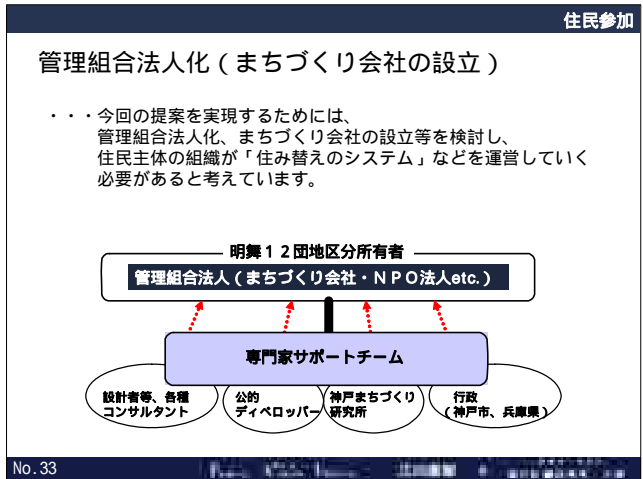 住民参加
管理組合法人化（まちづくり会社の設立）
・・・今回の提案を実現するためには、
管理組合法人化、まちづくり会社の設立等を検討し、
住民主体の組織が「住み替えのシステム」などを運営していく
必要があると考えています。
明舞１２団地区分所有者
管理組合法人（まちづくり会社・ＮＰＯ法人etc.）
専門家サポートチーム
設計者等、各種
コンサルタント
公的
ディベロッパー
神戸まちづくり
研究所
行政
（神戸市、兵庫県）
No.33